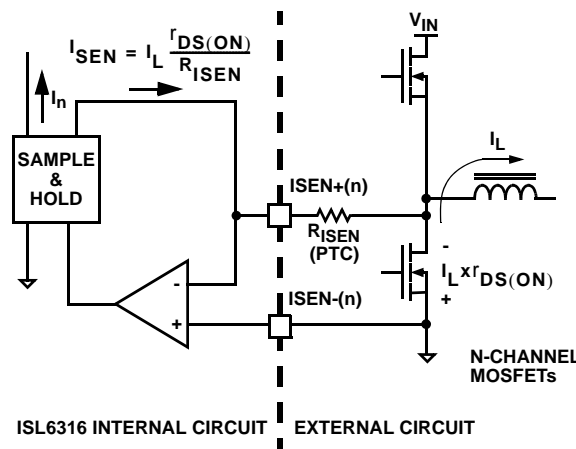 I_SEN = I_L r_DS(ON) / R_ISEN
V_IN
I_n
I_L
SAMPLE
&
HOLD
ISEN+(n)
R_ISEN
(PTC)
-
I_L x r_DS(ON)
+
-
+
ISEN-(n)
N-CHANNEL
MOSFETs
ISL6316 INTERNAL CIRCUIT
EXTERNAL CIRCUIT